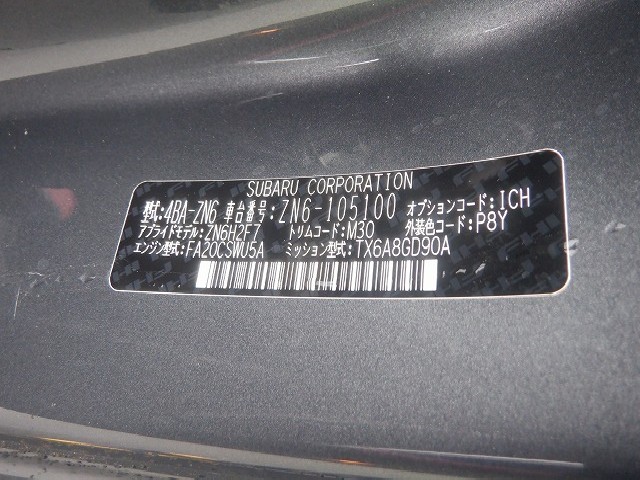 SUBARU CORPORATION
型式:4BA-ZN6 車台番号:ZN6-105100 オプションコード:ICH
アプライドモデル:ZN6H2F7 トリムコード:M30 外装色コード:P8Y
エンジン型式:FA20CSWU5A ミッション型式:TX6A8GD90A